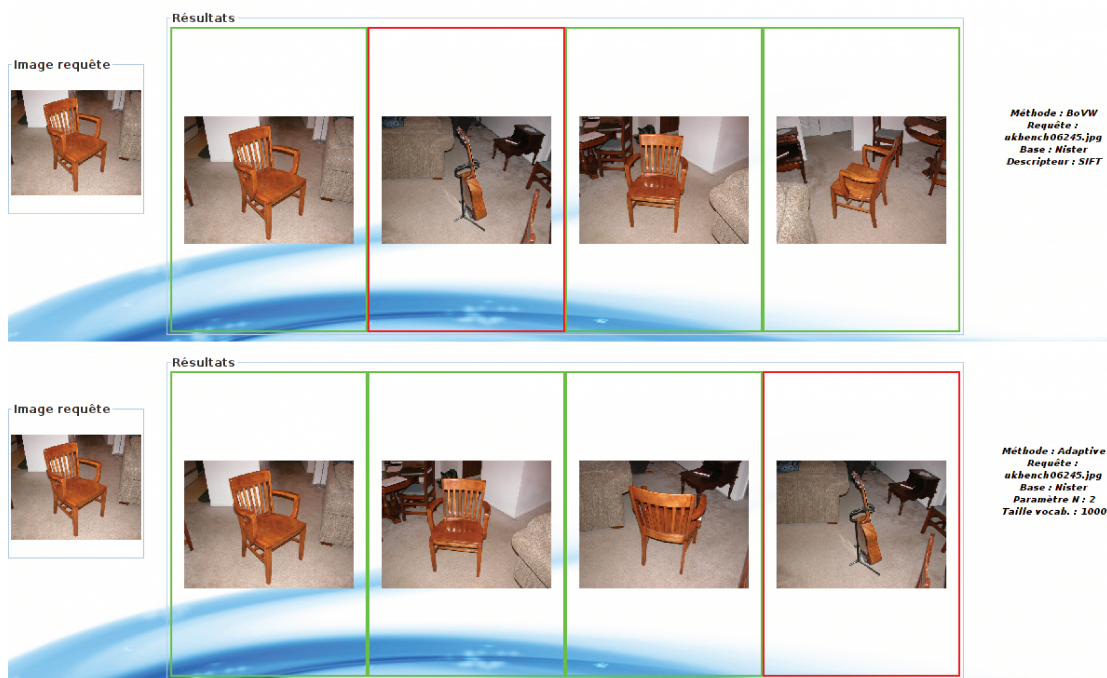 Résultats
Image requête
Méthode : BoVW
Requête :
ukbench06245.jpg
Base : Nister
Descripteur : SIFT
Résultats
Image requête
Méthode : Adaptive
Requête :
ukbench06245.jpg
Base : Nister
Paramètre N : 2
Taille vocab. : 1000